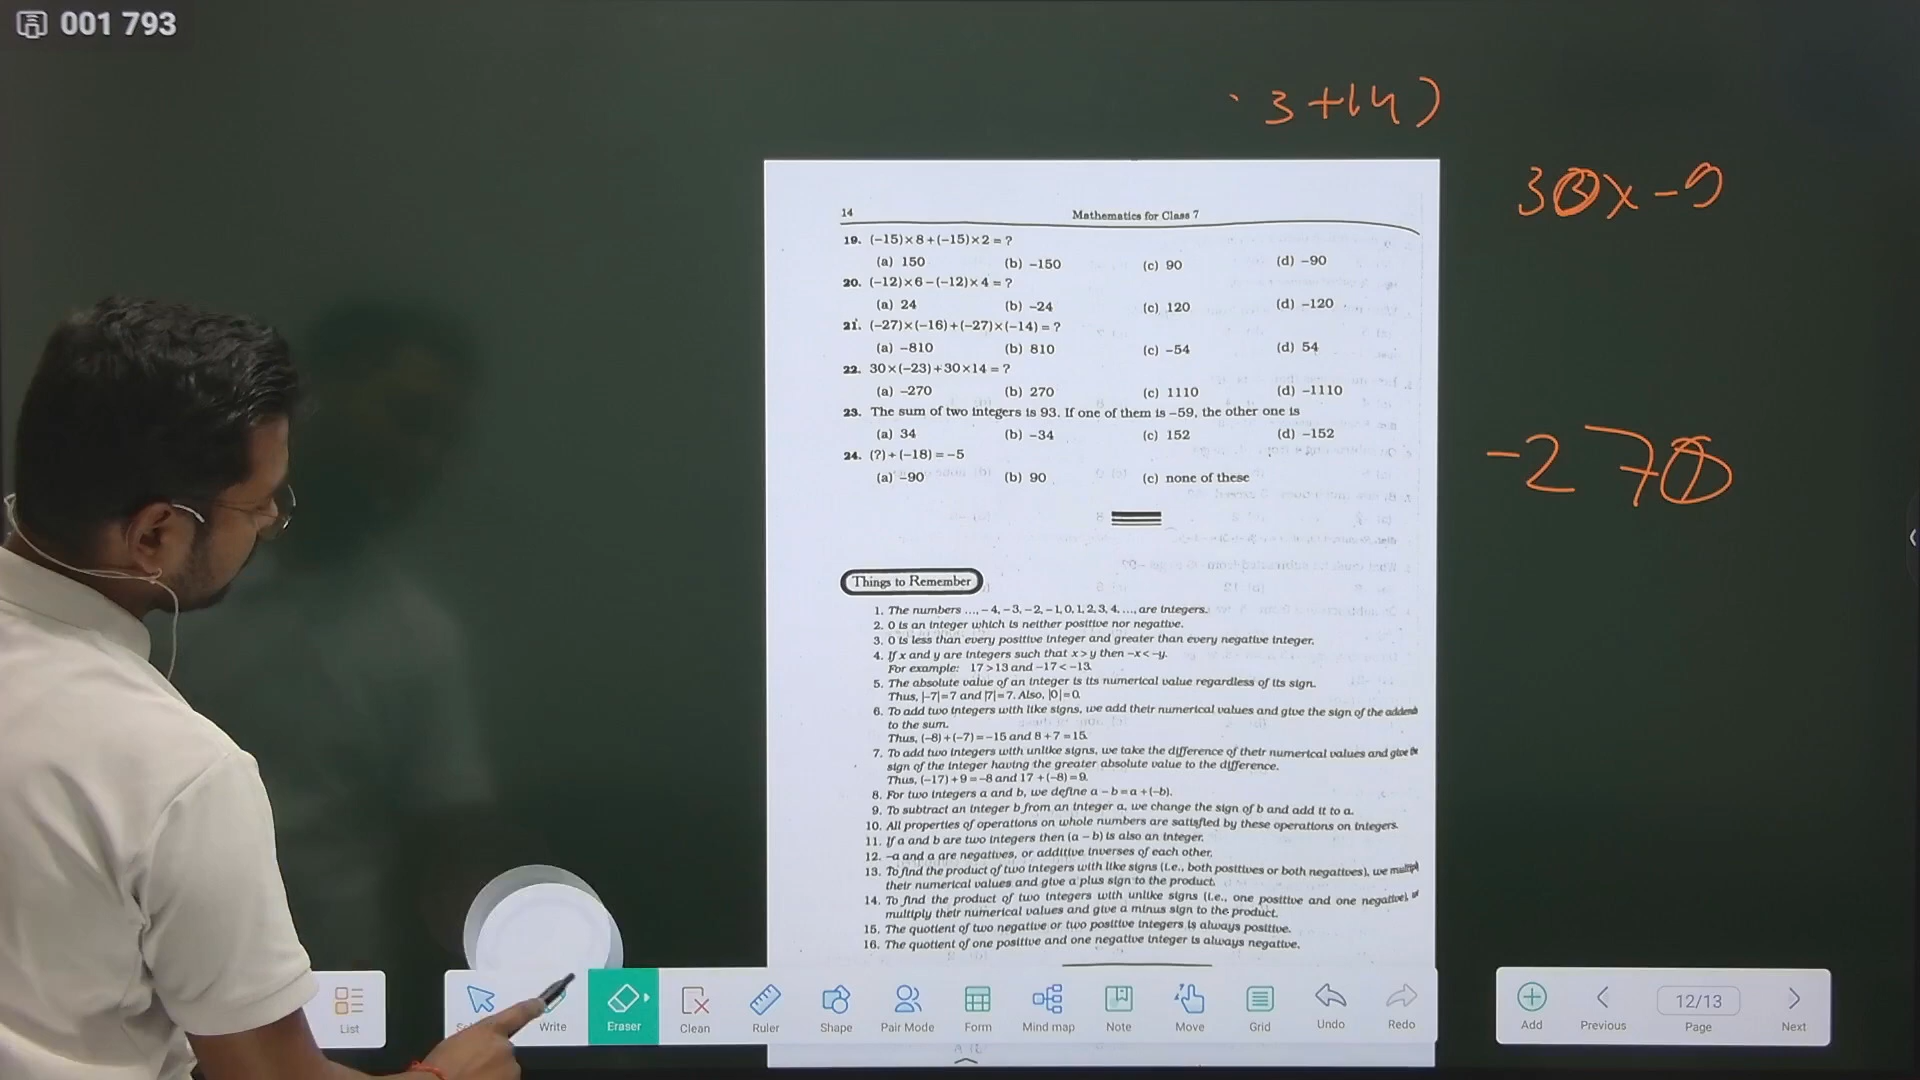 001 793
3+14)
30x-9
-270
14 Mathematics for Class 7
19. (−15)×8+(−15)×2 = ?
(a) 150 (b) −150 (c) 90 (d) −90
20. (−12)×6−(−12)×4 = ?
(a) 24 (b) −24 (c) 120 (d) −120
21. (−27)×(−16)+(−27)×(−14) = ?
(a) −810 (b) 810 (c) −54 (d) 54
22. 30×(−23)+30×14 = ?
(a) −270 (b) 270 (c) 1110 (d) −1110
23. The sum of two integers is 93. If one of them is −59, the other one is
(a) 34 (b) −34 (c) 152 (d) −152
24. (?)÷(−18) = −5
(a) −90 (b) 90 (c) none of these
Things to Remember
1. The numbers ..., −4, −3, −2, −1, 0, 1, 2, 3, 4, ..., are integers.
2. 0 is an integer which is neither positive nor negative.
3. 0 is less than every positive integer and greater than every negative integer.
4. If x and y are integers such that x > y then −x < −y.
For example: 17 > 13 and −17 < −13.
5. The absolute value of an integer is its numerical value regardless of its sign.
Thus, |−7| = 7 and |7| = 7. Also, |0| = 0.
6. To add two integers with like signs, we add their numerical values and give the sign of the addends
to the sum.
Thus, (−8)+(−7) = −15 and 8+7 = 15.
7. To add two integers with unlike signs, we take the difference of their numerical values and give the
sign of the integer having the greater absolute value to the difference.
Thus, (−17)+9 = −8 and 17+(−8) = 9.
8. For two integers a and b, we define a − b = a +(−b).
9. To subtract an integer b from an integer a, we change the sign of b and add it to a.
10. All properties of operations on whole numbers are satisfied by these operations on integers.
11. If a and b are two integers then (a − b) is also an integer.
12. −a and a are negatives, or additive inverses of each other.
13. To find the product of two integers with like signs (i.e., both positives or both negatives), we multiply
their numerical values and give a plus sign to the product.
14. To find the product of two integers with unlike signs (i.e., one positive and one negative),
multiply their numerical values and give a minus sign to the product.
15. The quotient of two negative or two positive integers is always positive.
16. The quotient of one positive and one negative integer is always negative.
List Write Eraser Clean Ruler Shape Pair Mode Form Mind map Note Move Grid Undo Redo
Add Previous 12/13 Page Next